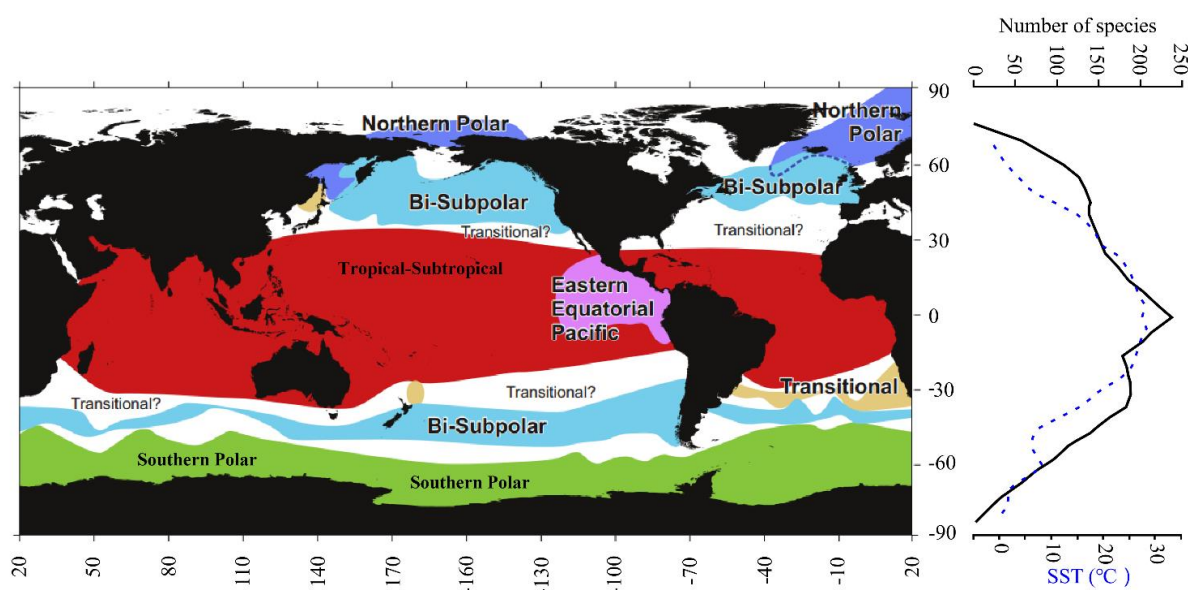 Number of species
0 50 100 150 200 250
Northern Polar
Northern
Polar
Bi-Subpolar
Bi-Subpolar
Transitional?
Transitional?
Tropical-Subtropical
Eastern
Equatorial
Pacific
Transitional?
Transitional?
Transitional
Bi-Subpolar
Southern Polar
Southern Polar
90
60
30
0
-30
-60
-90
20 50 80 110 140 170 -160 -130 -100 -70 -40 -10 20
0 10 20 30
SST (°C)